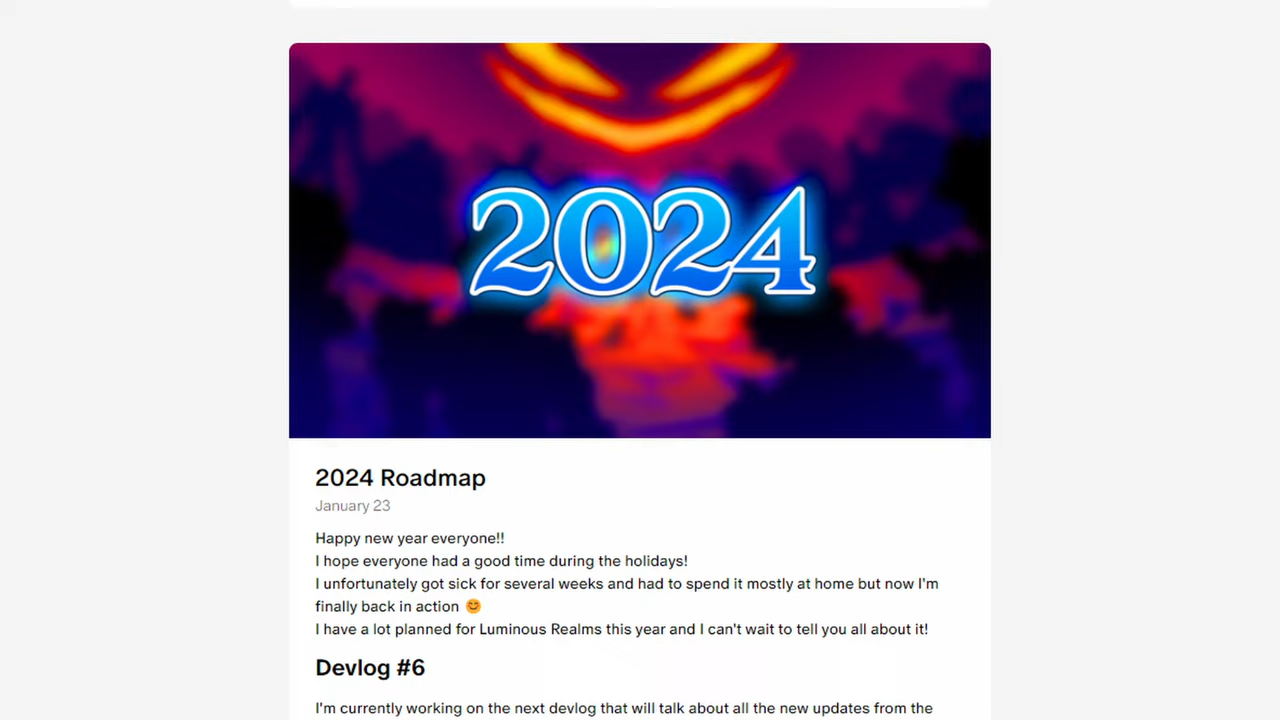 2024
2024 Roadmap
January 23
Happy new year everyone!!
I hope everyone had a good time during the holidays!
I unfortunately got sick for several weeks and had to spend it mostly at home but now I'm
finally back in action 😊
I have a lot planned for Luminous Realms this year and I can't wait to tell you all about it!
Devlog #6
I'm currently working on the next devlog that will talk about all the new updates from the